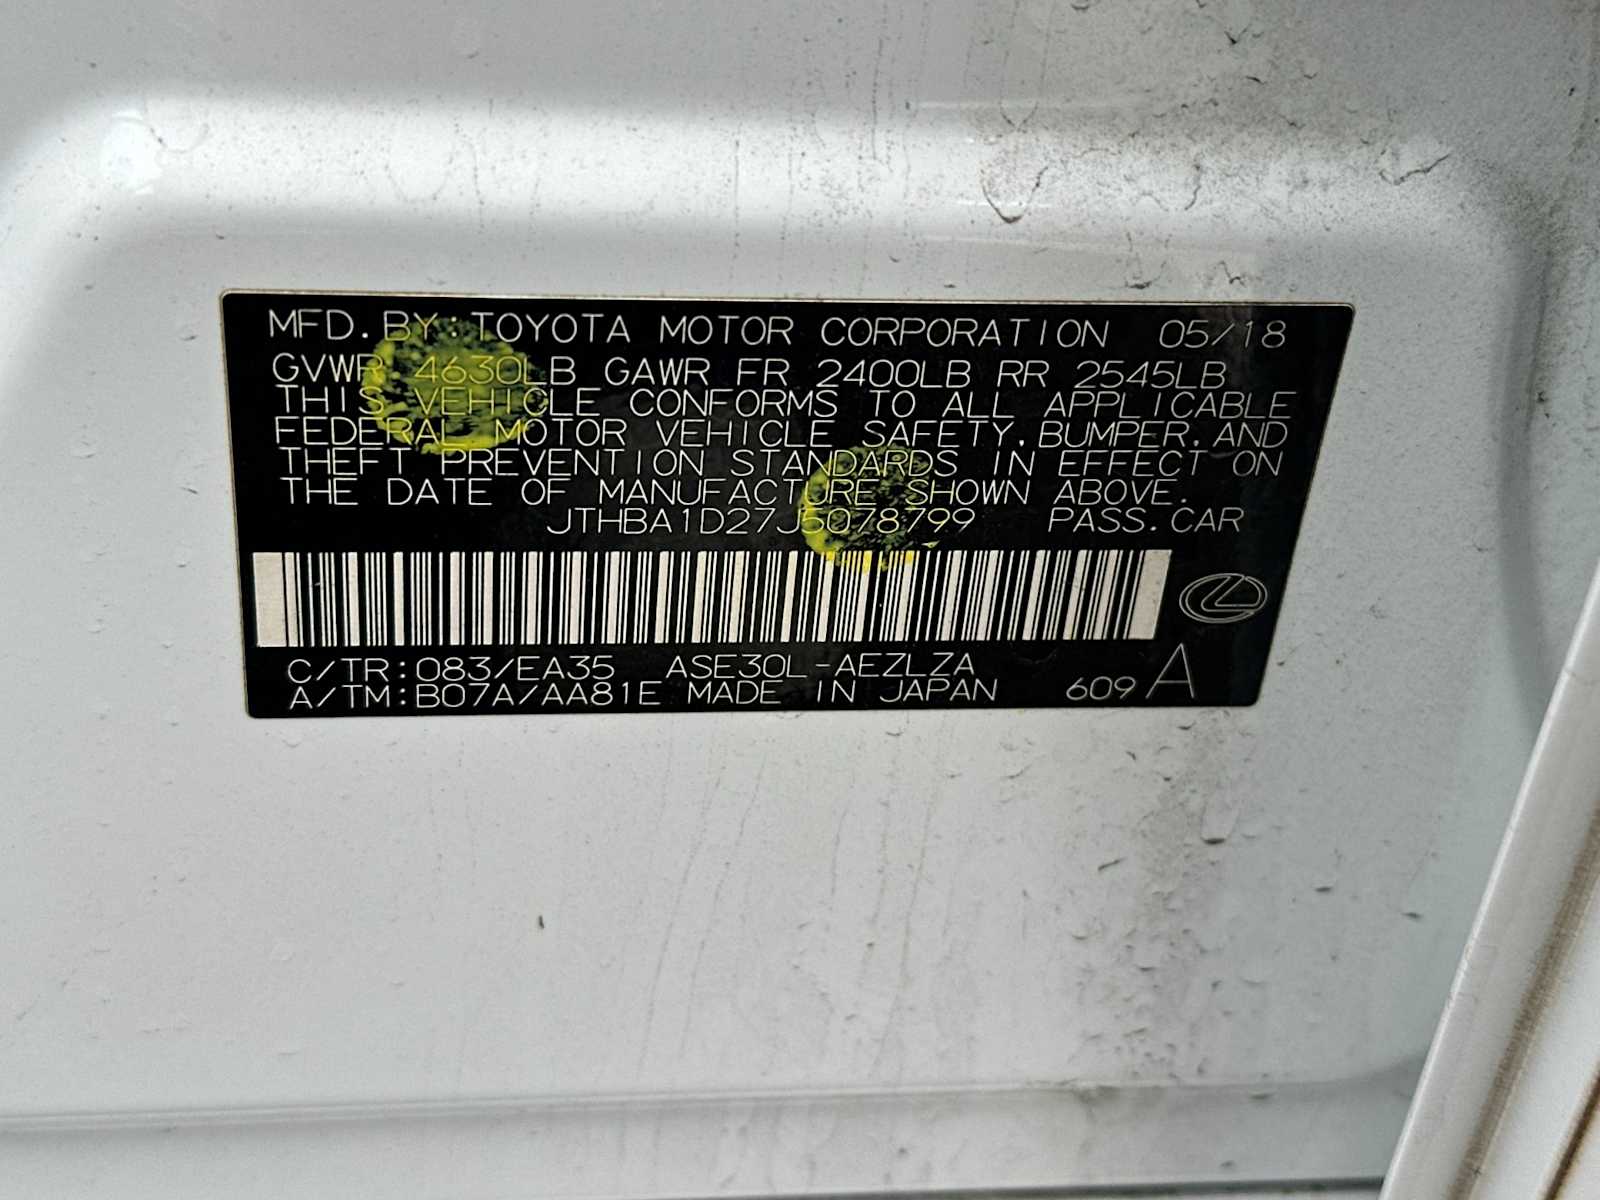 MFD. BY: TOYOTA MOTOR CORPORATION 05/18
GVWR 4630LB GAWR FR 2400LB RR 2545LB
THIS VEHICLE CONFORMS TO ALL APPLICABLE
FEDERAL MOTOR VEHICLE SAFETY. BUMPER. AND
THEFT PREVENTION STANDARDS IN EFFECT ON
THE DATE OF MANUFACTURE SHOWN ABOVE.
JTHBA1D27J5078799 PASS. CAR
C/TR: 083/EA35 ASE30L-AEZLZA
A/TM: B07A/AA81E MADE IN JAPAN 609 A